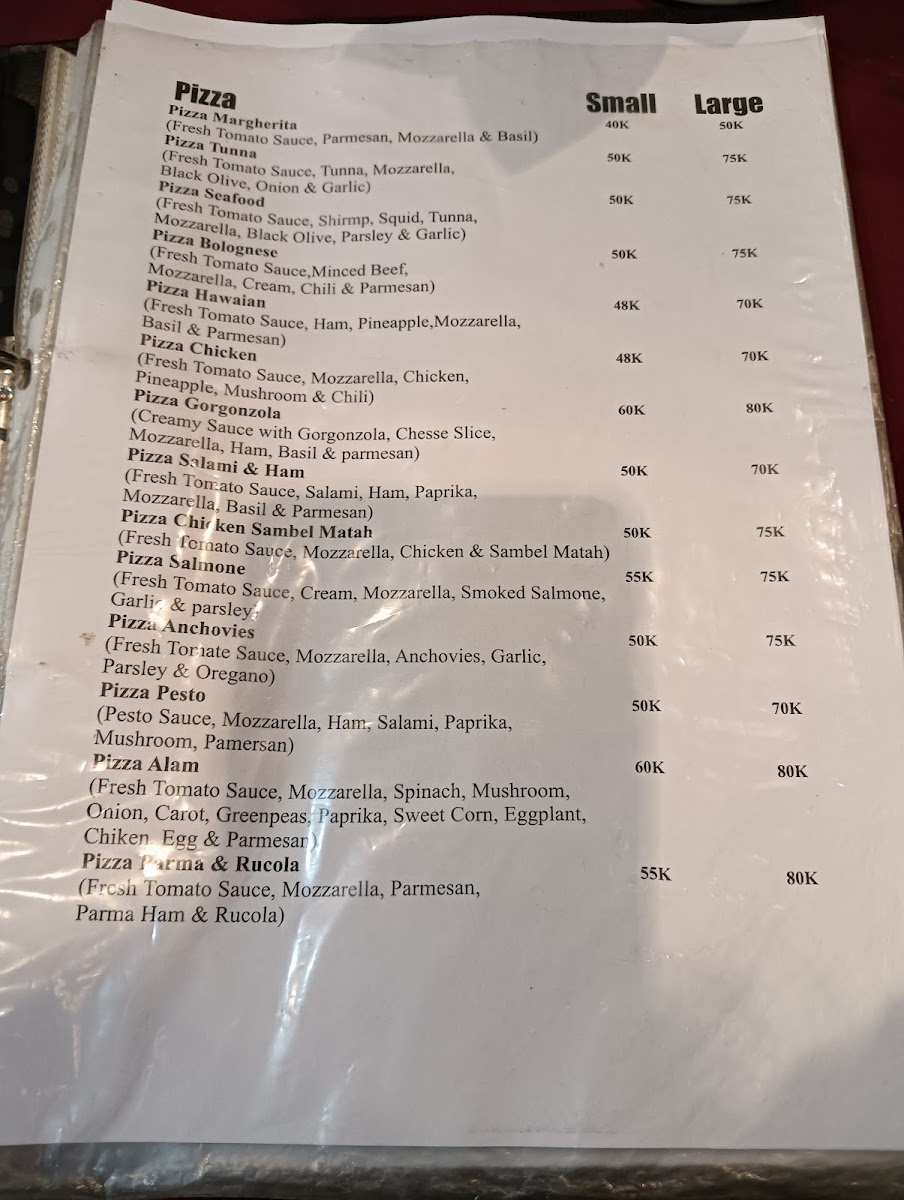 Pizza Small Large
Pizza Margherita 40K 50K
(Fresh Tomato Sauce, Parmesan, Mozzarella & Basil)
Pizza Tunna 50K 75K
(Fresh Tomato Sauce, Tunna, Mozzarella,
Black Olive, Onion & Garlic)
Pizza Seafood 50K 75K
(Fresh Tomato Sauce, Shirmp, Squid, Tunna,
Mozzarella, Black Olive, Parsley & Garlic)
Pizza Bolognese 50K 75K
(Fresh Tomato Sauce,Minced Beef,
Mozzarella, Cream, Chili & Parmesan)
Pizza Hawaian 48K 70K
(Fresh Tomato Sauce, Ham, Pineapple,Mozzarella,
Basil & Parmesan)
Pizza Chicken 48K 70K
(Fresh Tomato Sauce, Mozzarella, Chicken,
Pineapple, Mushroom & Chili)
Pizza Gorgonzola 60K 80K
(Creamy Sauce with Gorgonzola, Chesse Slice,
Mozzarella, Ham, Basil & parmesan)
Pizza Salami & Ham 50K 70K
(Fresh Tomato Sauce, Salami, Ham, Paprika,
Mozzarella, Basil & Parmesan)
Pizza Chicken Sambel Matah 50K 75K
(Fresh Tomato Sauce, Mozzarella, Chicken & Sambel Matah)
Pizza Salmone 55K 75K
(Fresh Tomato Sauce, Cream, Mozzarella, Smoked Salmone,
Garlic & parsley)
Pizza Anchovies 50K 75K
(Fresh Tomate Sauce, Mozzarella, Anchovies, Garlic,
Parsley & Oregano)
Pizza Pesto 50K 70K
(Pesto Sauce, Mozzarella, Ham, Salami, Paprika,
Mushroom, Pamersan)
Pizza Alam 60K 80K
(Fresh Tomato Sauce, Mozzarella, Spinach, Mushroom,
Onion, Carot, Greenpeas, Paprika, Sweet Corn, Eggplant,
Chiken, Egg & Parmesan)
Pizza Parma & Rucola 55K 80K
(Fresh Tomato Sauce, Mozzarella, Parmesan,
Parma Ham & Rucola)